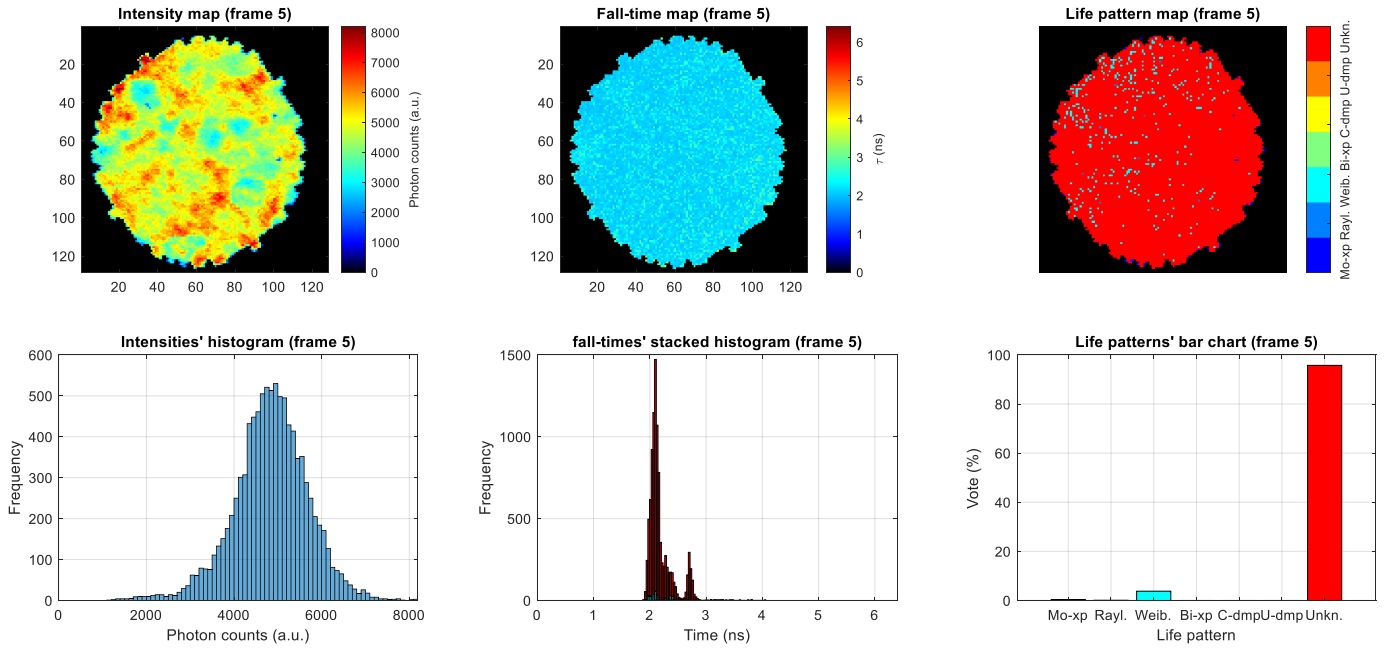 Intensity map (frame 5)
20
40
60
80
100
120
20 40 60 80 100 120
8000
7000
6000
5000
4000
3000
2000
1000
0
Photon counts (a.u.)
Fall-time map (frame 5)
20
40
60
80
100
120
20 40 60 80 100 120
6
5
4
3
2
1
0
τ (ns)
Life pattern map (frame 5)
Mo-xp Rayl. Weib. Bi-xp C-dmp U-dmp Unkn.
Intensities' histogram (frame 5)
600
500
400
300
200
100
0
Frequency
0 2000 4000 6000 8000
Photon counts (a.u.)
fall-times' stacked histogram (frame 5)
1500
1000
500
0
Frequency
0 1 2 3 4 5 6
Time (ns)
Life patterns' bar chart (frame 5)
100
80
60
40
20
0
Vote (%)
Mo-xp Rayl. Weib. Bi-xp C-dmp U-dmp Unkn.
Life pattern